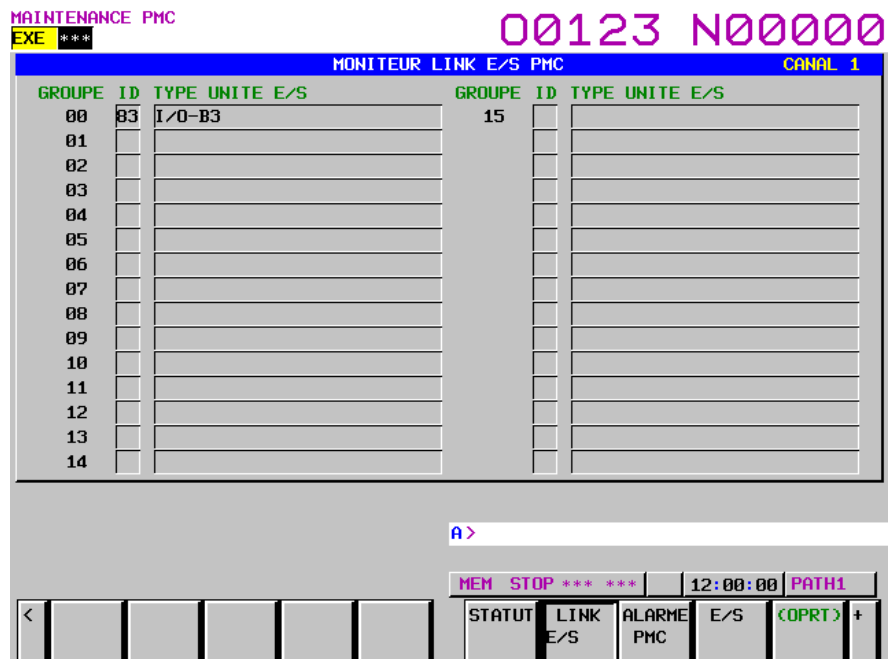 MAINTENANCE PMC
EXE *** O0123 N00000
MONITEUR LINK E/S PMC CANAL 1
GROUPE ID TYPE UNITE E/S GROUPE ID TYPE UNITE E/S
00 83 I/O-B3 15
01
02
03
04
05
06
07
08
09
10
11
12
13
14
A>
MEM STOP *** *** 12:00:00 PATH1
< STATUT LINK ALARME E/S (OPRT) +
E/S PMC